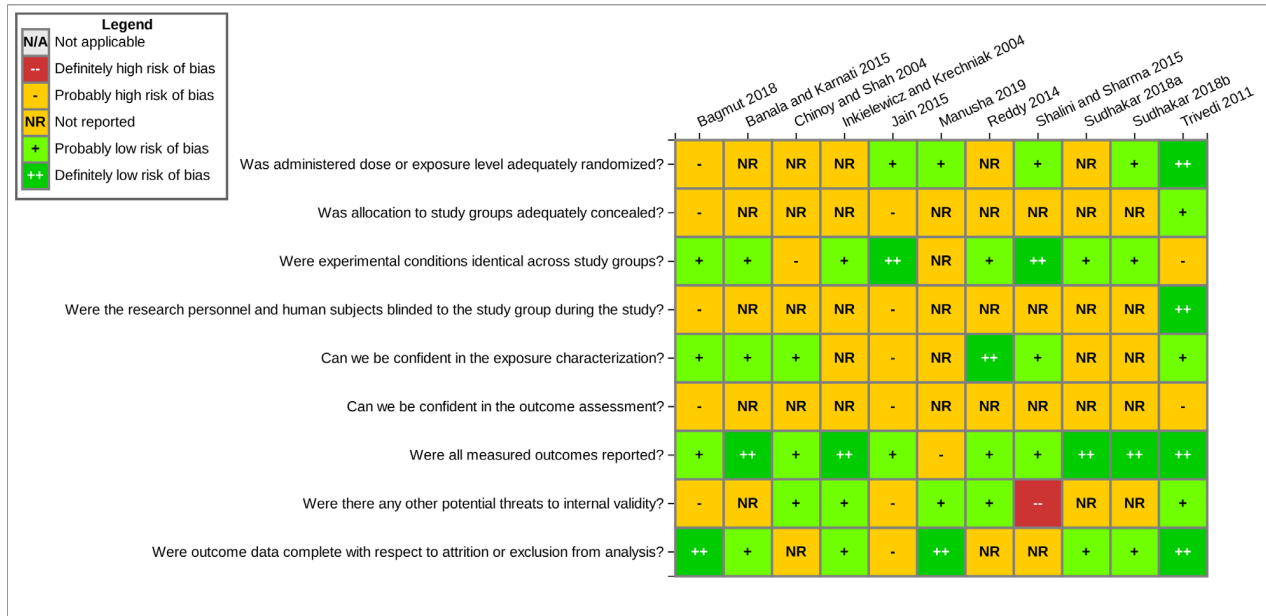 Legend
N/A Not applicable
-- Definitely high risk of bias
- Probably high risk of bias
NR Not reported
+ Probably low risk of bias
++ Definitely low risk of bias
Bagmut 2018
Banala and Karnati 2015
Chinoy and Shah 2004
Inkielewicz and Krechniak 2004
Jain 2015
Manusha 2019
Reddy 2014
Shalini and Sharma 2015
Sudhakar 2018a
Sudhakar 2018b
Trivedi 2011
Was administered dose or exposure level adequately randomized? - NR NR NR + + NR + NR + ++
Was allocation to study groups adequately concealed? - NR NR NR - NR NR NR NR NR +
Were experimental conditions identical across study groups? + + - + ++ NR + ++ + + -
Were the research personnel and human subjects blinded to the study group during the study? - NR NR NR - NR NR NR NR NR ++
Can we be confident in the exposure characterization? + + + NR - NR ++ + NR NR +
Can we be confident in the outcome assessment? - NR NR NR - NR NR NR NR NR -
Were all measured outcomes reported? + ++ + ++ + - + + ++ ++ ++
Were there any other potential threats to internal validity? - NR + + - + + -- NR NR +
Were outcome data complete with respect to attrition or exclusion from analysis? ++ + NR + - ++ NR NR + + ++